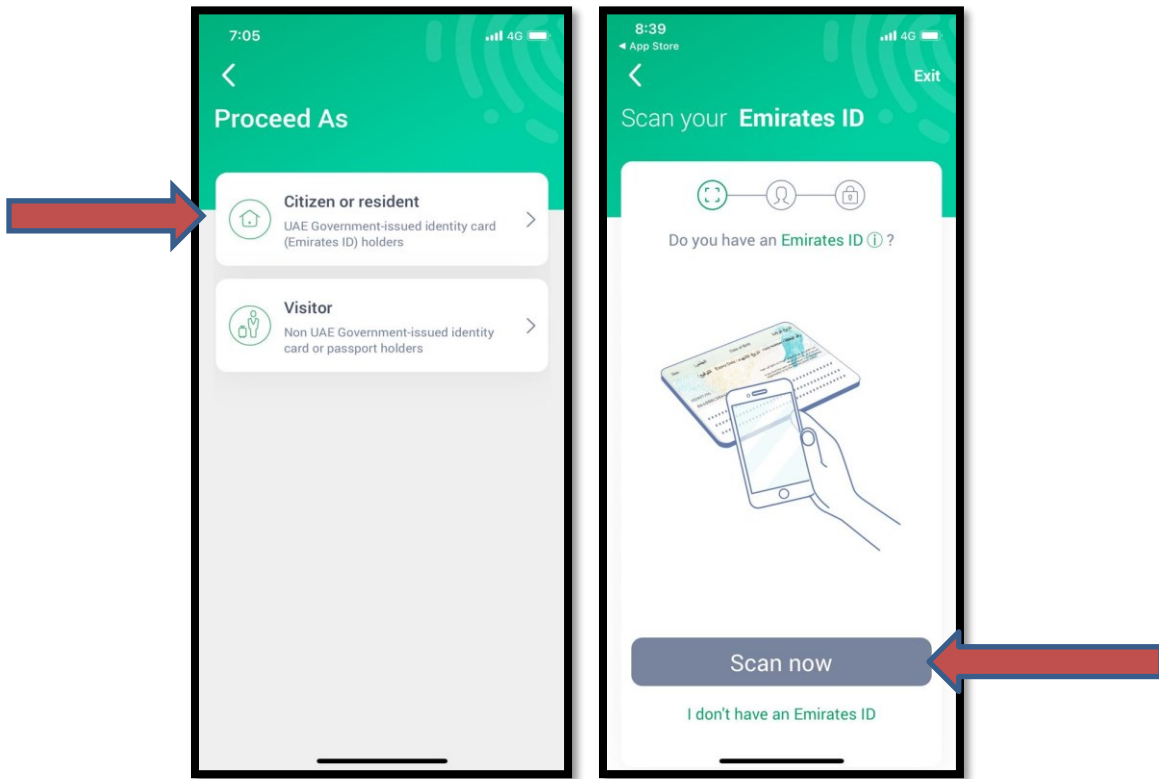 7:05
4G
Proceed As
Citizen or resident
UAE Government-issued identity card
(Emirates ID) holders
Visitor
Non UAE Government-issued identity
card or passport holders
8:39
4G
◀ App Store
Exit
Scan your Emirates ID
Do you have an Emirates ID ⓘ ?
Scan now
I don't have an Emirates ID